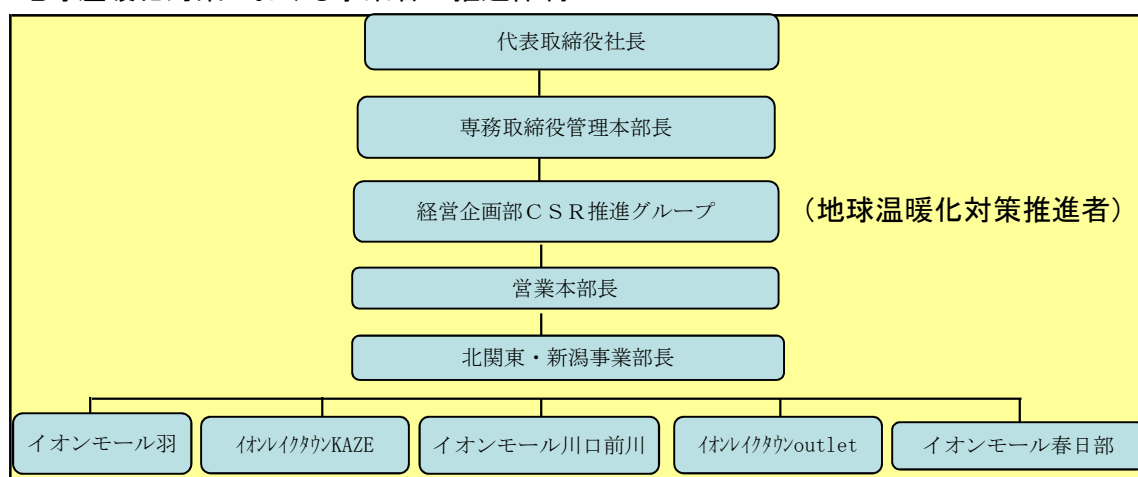 代表取締役社長
専務取締役管理本部長
経営企画部ＣＳＲ推進グループ
（地球温暖化対策推進者）
営業本部長
北関東・新潟事業部長
イオンモール羽
ｲｵﾝﾚｲｸﾀｳﾝKAZE
イオンモール川口前川
ｲｵﾝﾚｲｸﾀｳﾝoutlet
イオンモール春日部